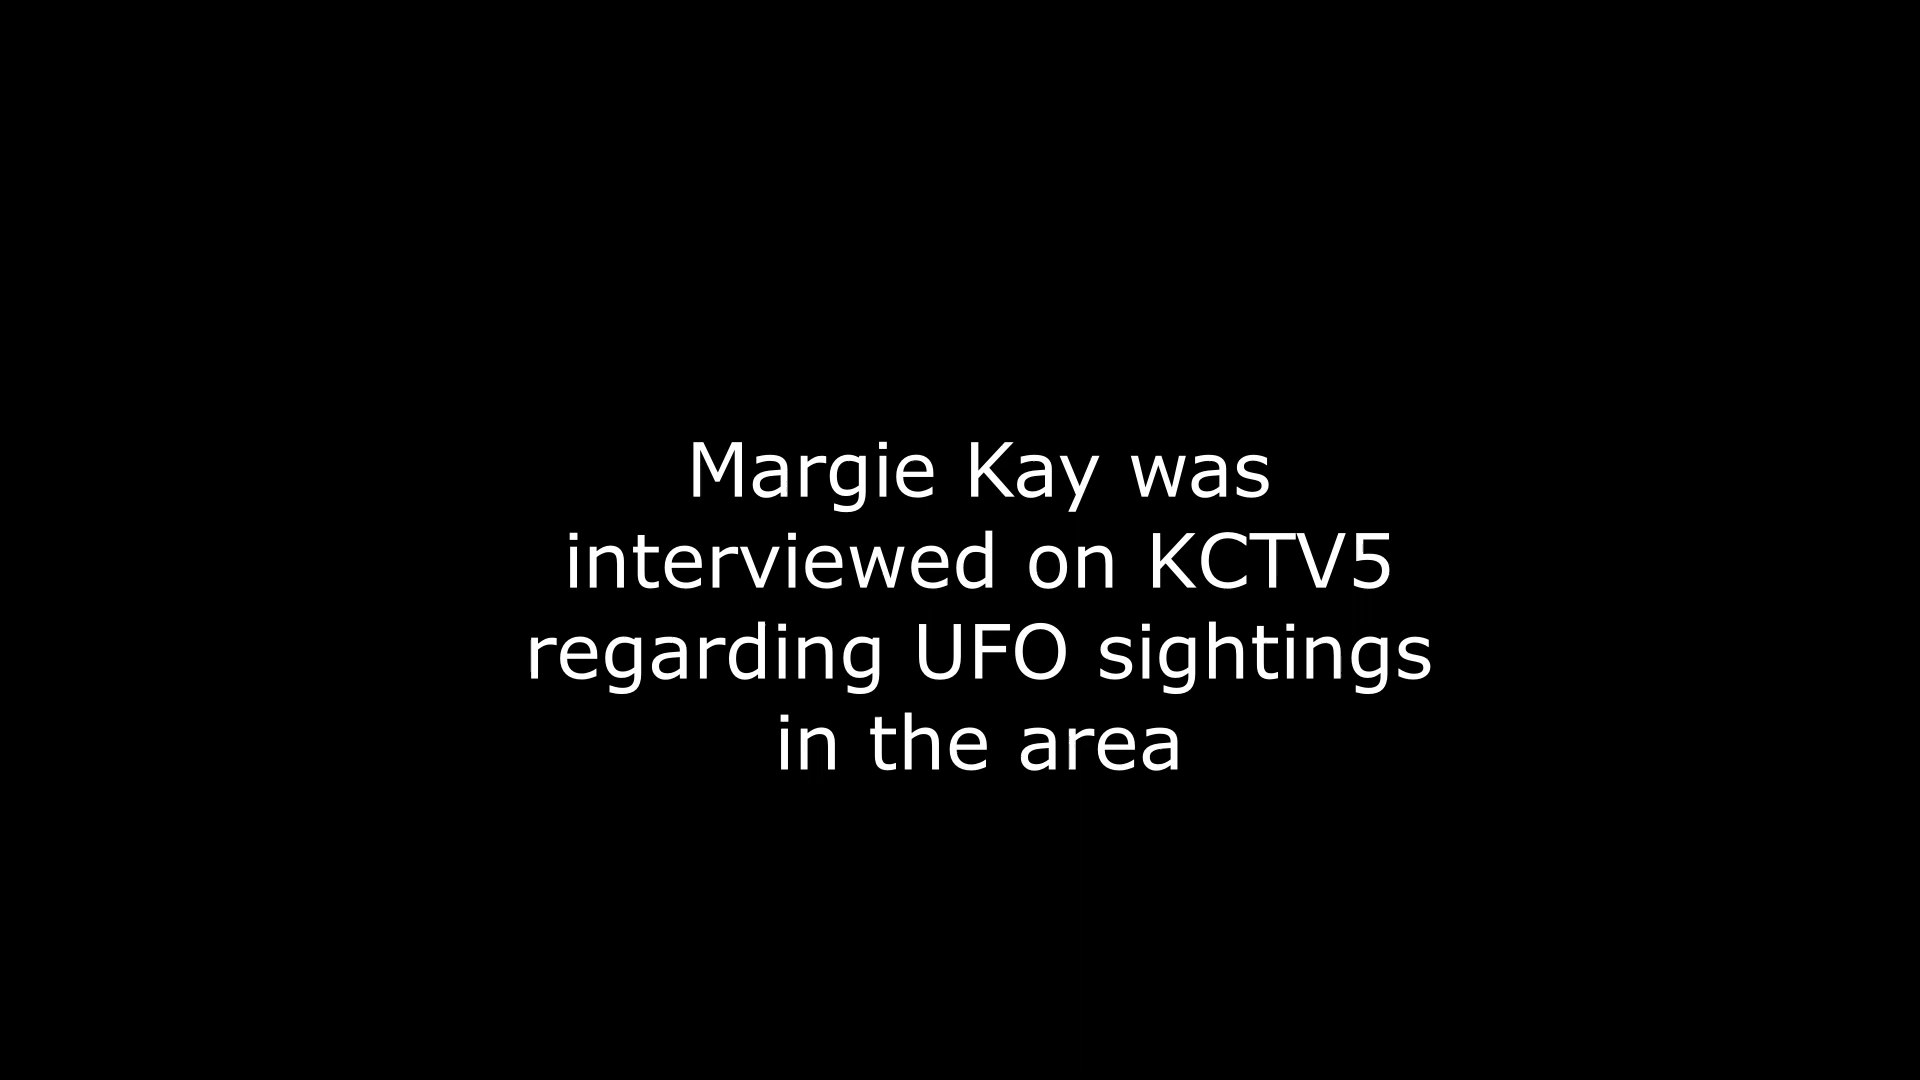 Margie Kay was
interviewed on KCTV5
regarding UFO sightings
in the area